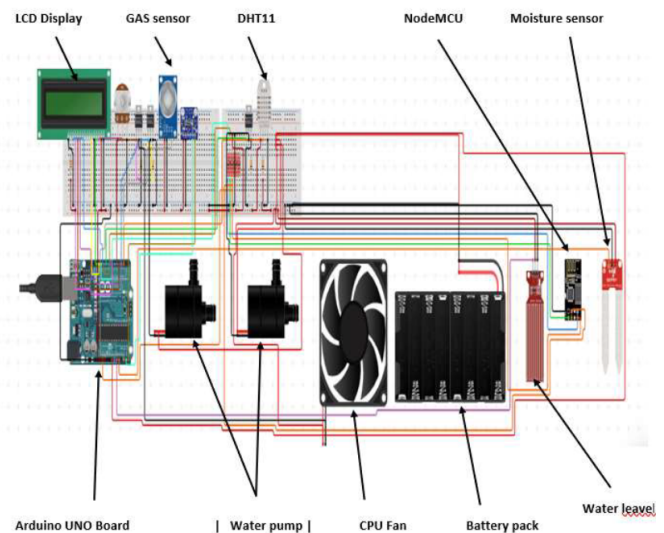 LCD Display
GAS sensor
DHT11
NodeMCU
Moisture sensor
Water leavel
Arduino UNO Board
| Water pump |
CPU Fan
Battery pack